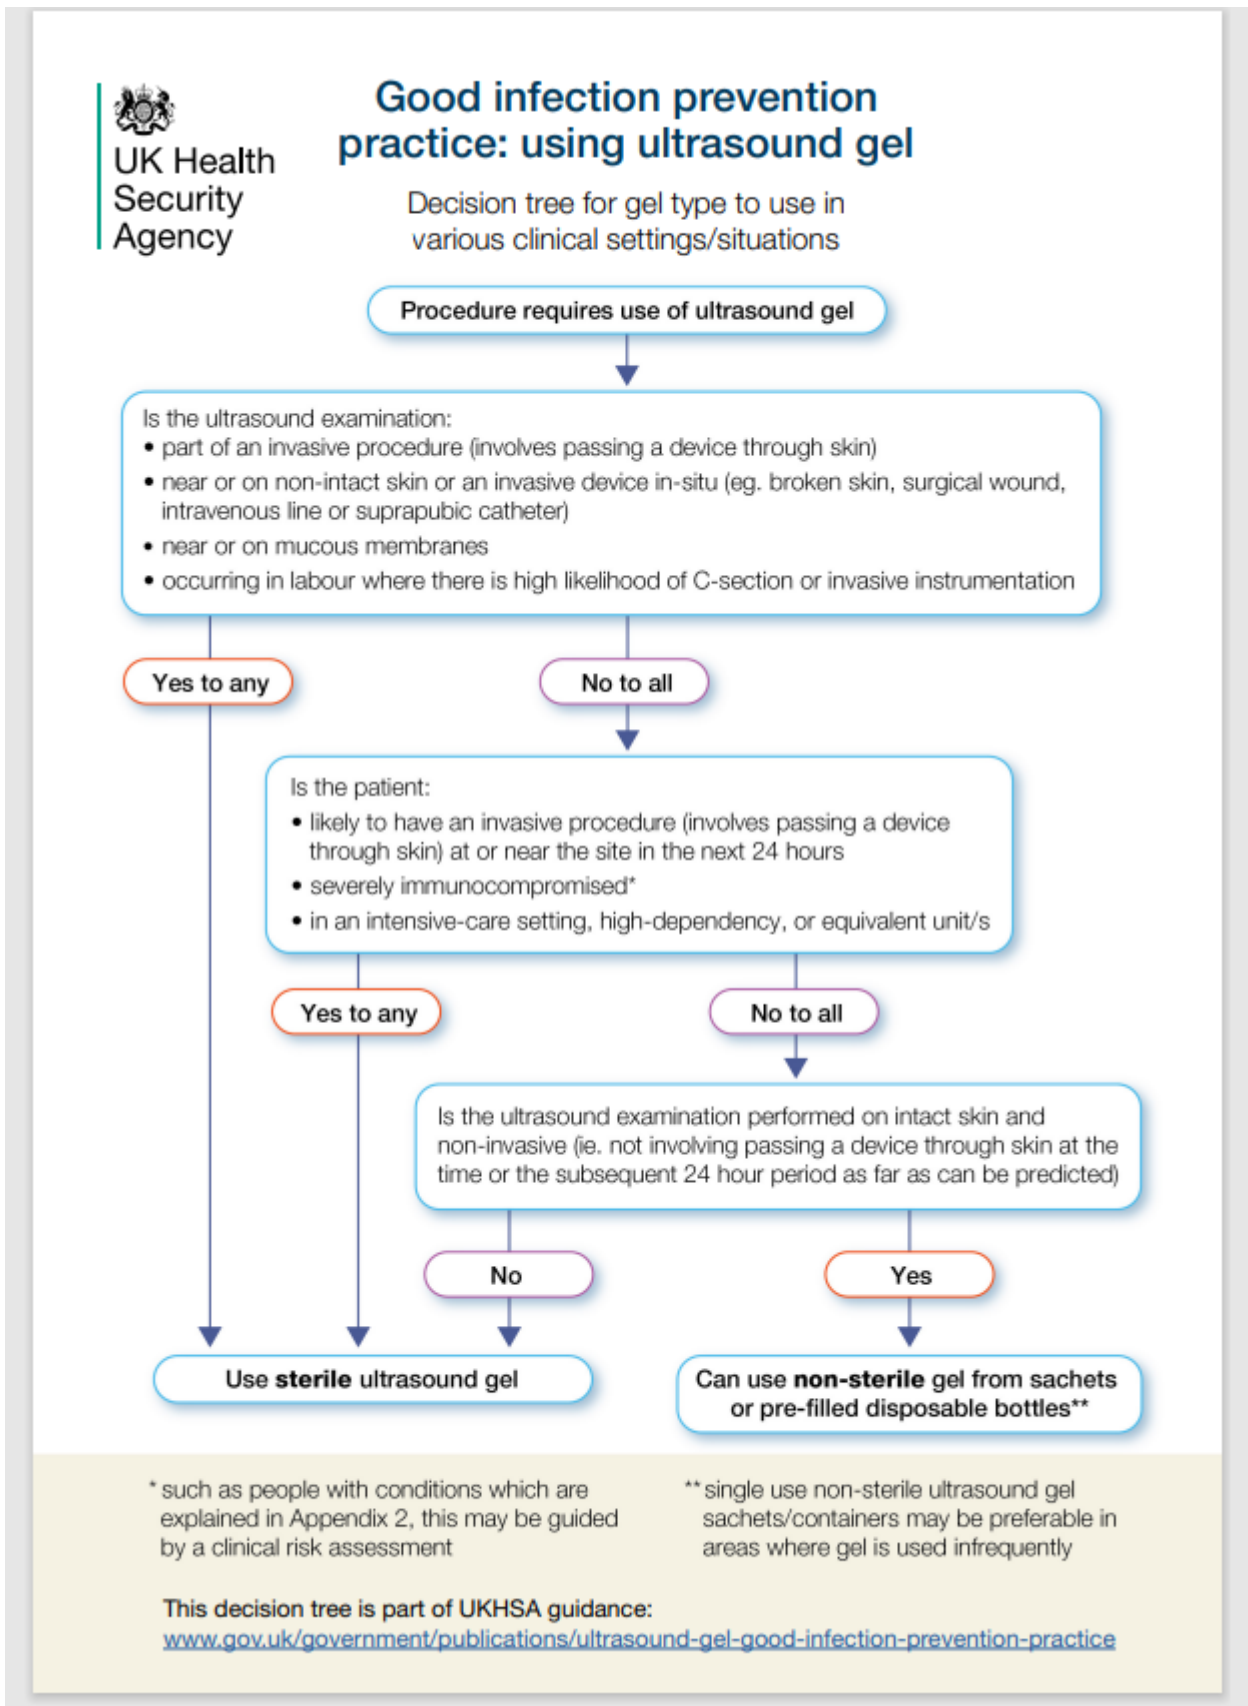 UK Health
Security
Agency
Good infection prevention
practice: using ultrasound gel
Decision tree for gel type to use in
various clinical settings/situations
Procedure requires use of ultrasound gel
Is the ultrasound examination:
• part of an invasive procedure (involves passing a device through skin)
• near or on non-intact skin or an invasive device in-situ (eg. broken skin, surgical wound,
intravenous line or suprapubic catheter)
• near or on mucous membranes
• occurring in labour where there is high likelihood of C-section or invasive instrumentation
Yes to any
No to all
Is the patient:
• likely to have an invasive procedure (involves passing a device
through skin) at or near the site in the next 24 hours
• severely immunocompromised*
• in an intensive-care setting, high-dependency, or equivalent unit/s
Yes to any
No to all
Is the ultrasound examination performed on intact skin and
non-invasive (ie. not involving passing a device through skin at the
time or the subsequent 24 hour period as far as can be predicted)
No
Yes
Use sterile ultrasound gel
Can use non-sterile gel from sachets
or pre-filled disposable bottles**
* such as people with conditions which are
explained in Appendix 2, this may be guided
by a clinical risk assessment
** single use non-sterile ultrasound gel
sachets/containers may be preferable in
areas where gel is used infrequently
This decision tree is part of UKHSA guidance:
www.gov.uk/government/publications/ultrasound-gel-good-infection-prevention-practice